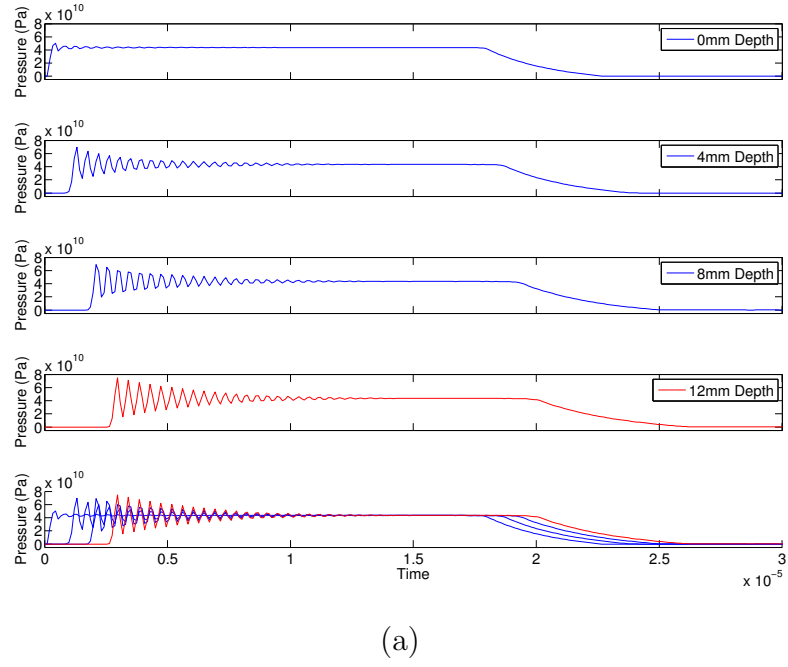 x 10^10
8
6
4
2
0
Pressure (Pa)
0mm Depth
x 10^10
8
6
4
2
0
Pressure (Pa)
4mm Depth
x 10^10
8
6
4
2
0
Pressure (Pa)
8mm Depth
x 10^10
8
6
4
2
0
Pressure (Pa)
12mm Depth
x 10^10
8
6
4
2
0
Pressure (Pa)
0 0.5 1 1.5 2 2.5 3
Time
x 10^-5
(a)